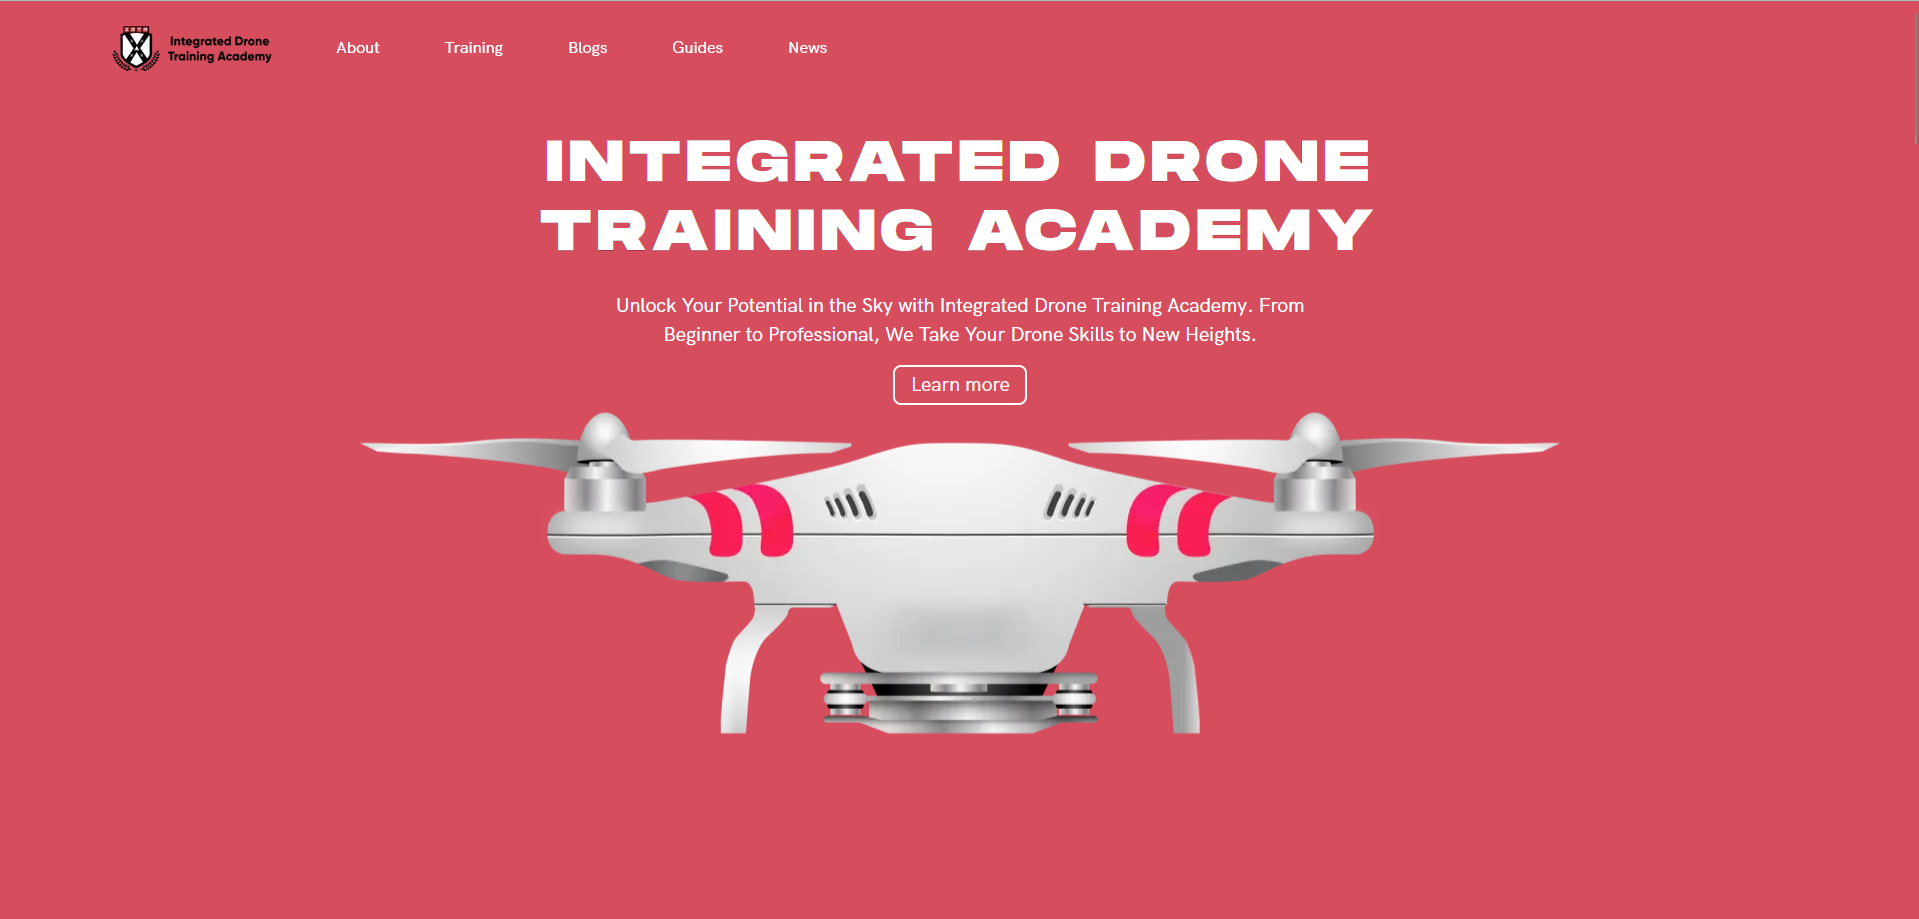 Integrated Drone
Training Academy
About
Training
Blogs
Guides
News
INTEGRATED DRONE
TRAINING ACADEMY
Unlock Your Potential in the Sky with Integrated Drone Training Academy. From
Beginner to Professional, We Take Your Drone Skills to New Heights.
Learn more